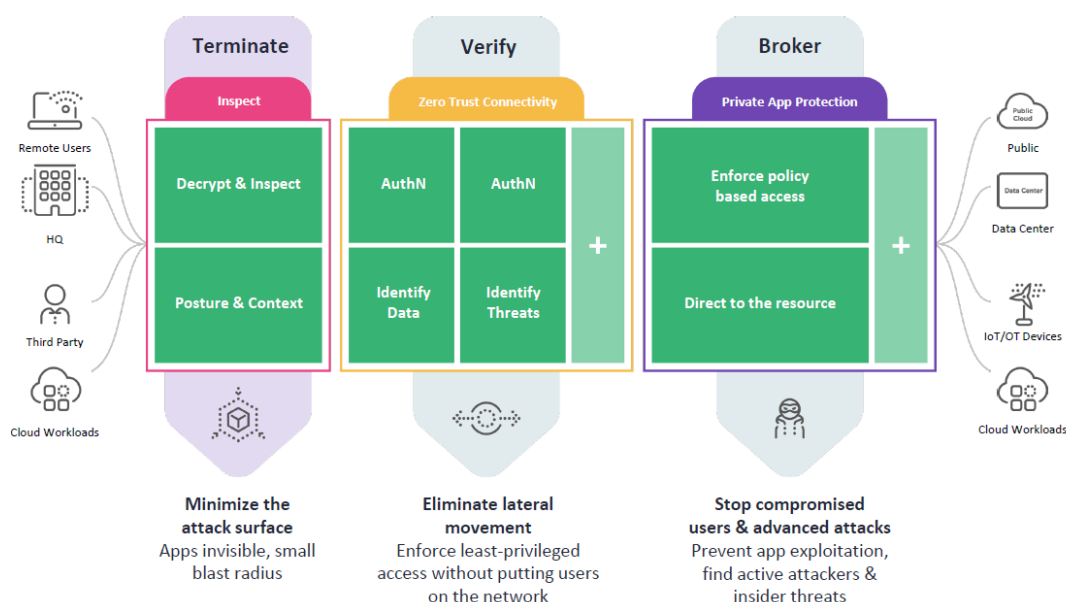 Terminate
Verify
Broker
Inspect
Zero Trust Connectivity
Private App Protection
Remote Users
HQ
Third Party
Cloud Workloads
Decrypt & Inspect
Posture & Context
AuthN
AuthN
Identify
Data
Identify
Threats
+
Enforce policy
based access
Direct to the resource
+
Public
Cloud
Public
Data Center
Data Center
IoT/OT Devices
Cloud Workloads
Minimize the
attack surface
Apps invisible, small
blast radius
Eliminate lateral
movement
Enforce least-privileged
access without putting users
on the network
Stop compromised
users & advanced attacks
Prevent app exploitation,
find active attackers &
insider threats